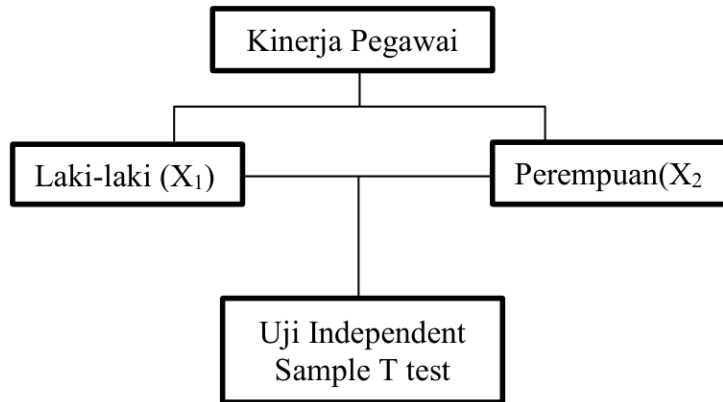 Kinerja Pegawai
Laki-laki (X₁)
Perempuan(X₂
Uji Independent
Sample T test